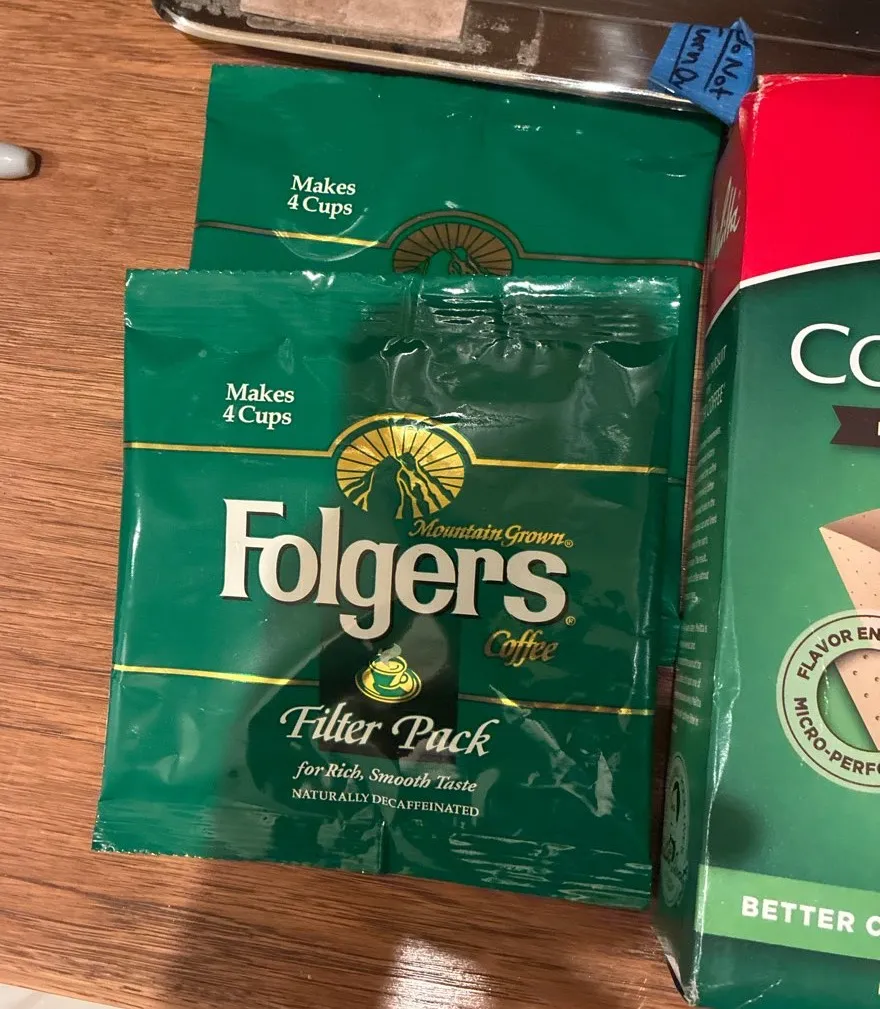 Do Not
Makes
4 Cups
Makes
4 Cups
Mountain Grown®
Folgers®
Coffee
Filter Pack
for Rich, Smooth Taste
NATURALLY DECAFFEINATED
Co
FLAVOR EN
MICRO-PERFO
BETTER C